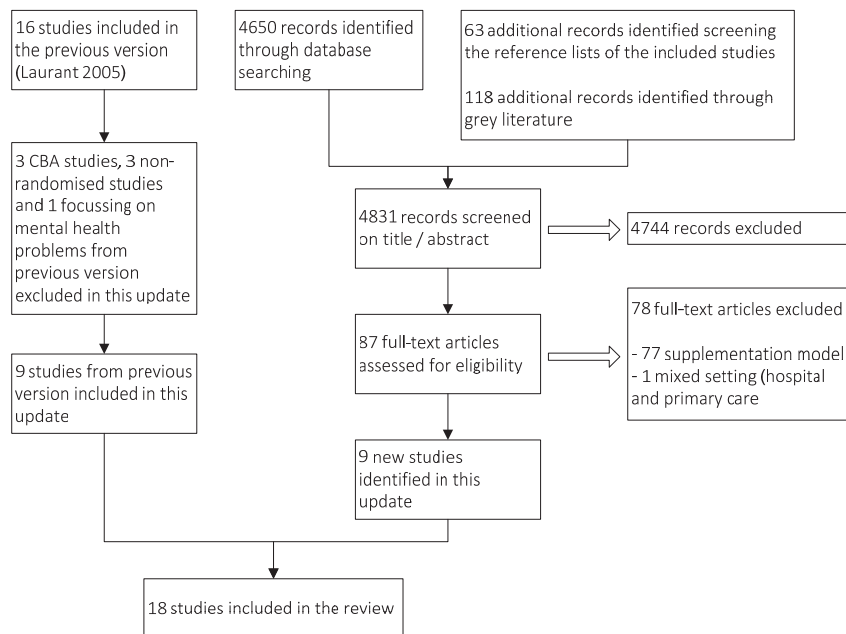 16 studies included in
the previous version
(Laurant 2005)
4650 records identified
through database
searching
63 additional records identified screening
the reference lists of the included studies
118 additional records identified through
grey literature
3 CBA studies, 3 non-
randomised studies
and 1 focussing on
mental health
problems from
previous version
excluded in this update
4831 records screened
on title / abstract
4744 records excluded
87 full-text articles
assessed for eligibility
78 full-text articles excluded
- 77 supplementation model
- 1 mixed setting (hospital
and primary care
9 studies from previous
version included in this
update
9 new studies
identified in this
update
18 studies included in the review